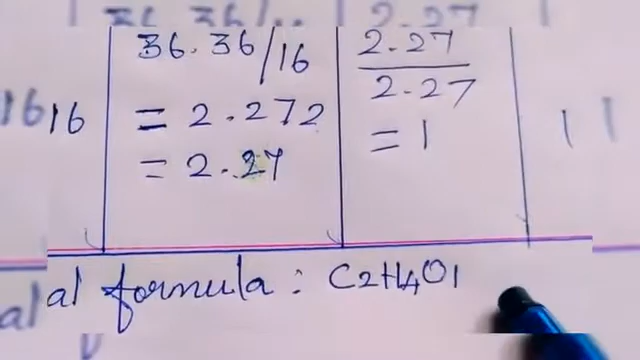 36.36/16 2.27
16 = 2.272 2.27 1
= 2.27 = 1
al formula : C2H4O1